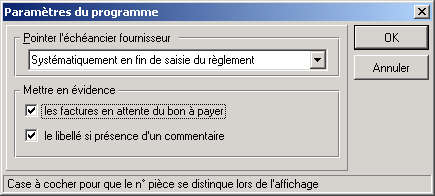 Paramètres du programme
Pointer l'échéancier fournisseur
OK
Systématiquement en fin de saisie du règlement
Annuler
Mettre en évidence
les factures en attente du bon à payer
le libellé si présence d'un commentaire
Case à cocher pour que le n° pièce se distingue lors de l'affichage